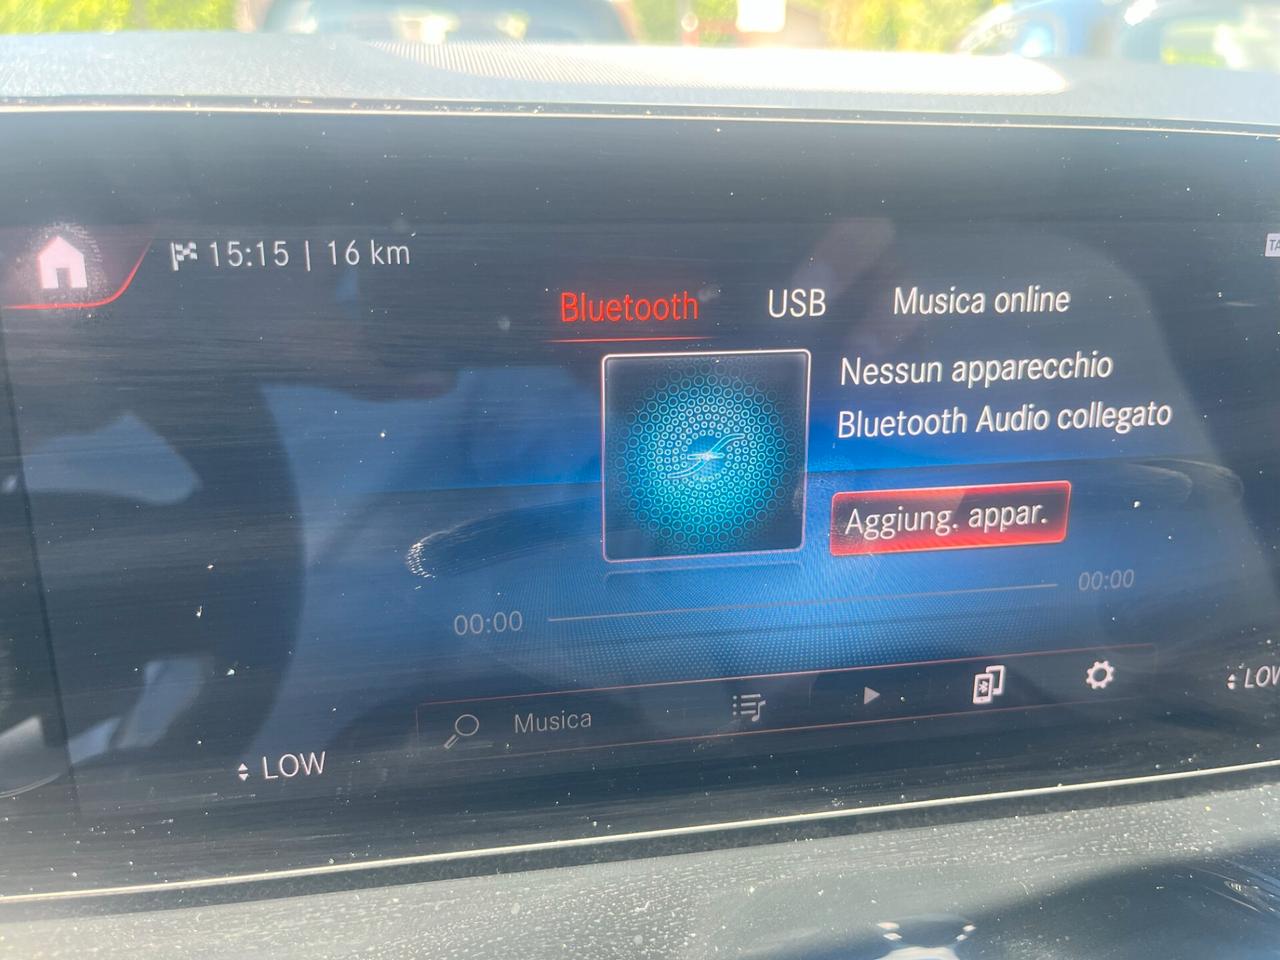 15:15 | 16 km
TA
Bluetooth USB Musica online
Nessun apparecchio
Bluetooth Audio collegato
Aggiung. appar.
00:00 00:00
Musica
LOW
LOW